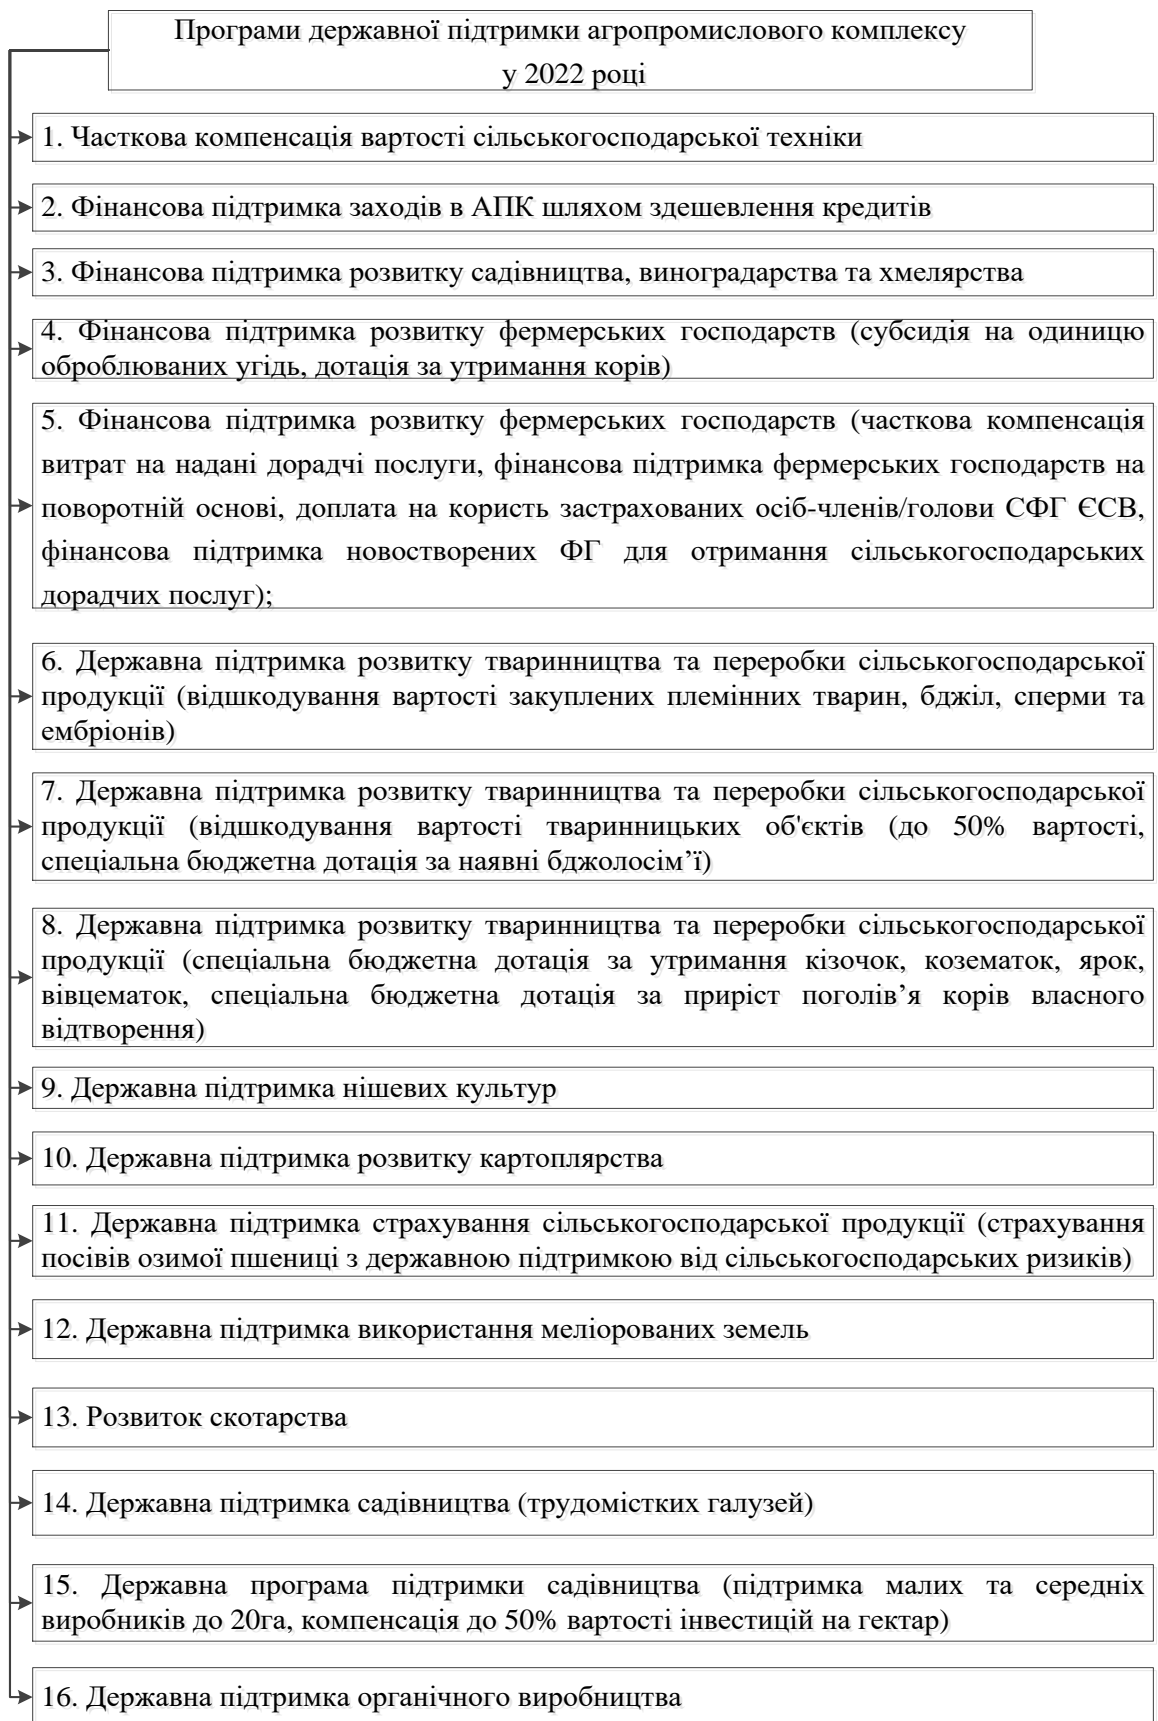 Програми державної підтримки агропромислового комплексу
у 2022 році
1. Часткова компенсація вартості сільськогосподарської техніки
2. Фінансова підтримка заходів в АПК шляхом здешевлення кредитів
3. Фінансова підтримка розвитку садівництва, виноградарства та хмелярства
4. Фінансова підтримка розвитку фермерських господарств (субсидія на одиницю
оброблюваних угідь, дотація за утримання корів)
5. Фінансова підтримка розвитку фермерських господарств (часткова компенсація
витрат на надані дорадчі послуги, фінансова підтримка фермерських господарств на
поворотній основі, доплата на користь застрахованих осіб-членів/голови СФГ ЄСВ,
фінансова підтримка новостворених ФГ для отримання сільськогосподарських
дорадчих послуг);
6. Державна підтримка розвитку тваринництва та переробки сільськогосподарської
продукції (відшкодування вартості закуплених племінних тварин, бджіл, сперми та
ембріонів)
7. Державна підтримка розвитку тваринництва та переробки сільськогосподарської
продукції (відшкодування вартості тваринницьких об'єктів (до 50% вартості,
спеціальна бюджетна дотація за наявні бджолосім’ї)
8. Державна підтримка розвитку тваринництва та переробки сільськогосподарської
продукції (спеціальна бюджетна дотація за утримання кізочок, козематок, ярок,
вівцематок, спеціальна бюджетна дотація за приріст поголів’я корів власного
відтворення)
9. Державна підтримка нішевих культур
10. Державна підтримка розвитку картоплярства
11. Державна підтримка страхування сільськогосподарської продукції (страхування
посівів озимої пшениці з державною підтримкою від сільськогосподарських ризиків)
12. Державна підтримка використання меліорованих земель
13. Розвиток скотарства
14. Державна підтримка садівництва (трудомістких галузей)
15. Державна програма підтримки садівництва (підтримка малих та середніх
виробників до 20га, компенсація до 50% вартості інвестицій на гектар)
16. Державна підтримка органічного виробництва